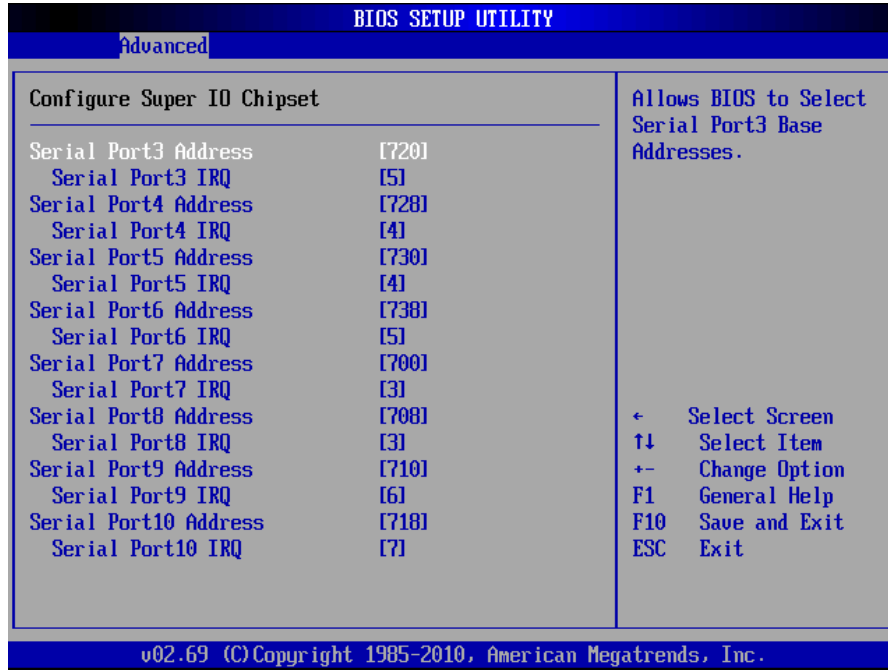 BIOS SETUP UTILITY
Advanced
Configure Super IO Chipset
Serial Port3 Address [720]
Serial Port3 IRQ [5]
Serial Port4 Address [728]
Serial Port4 IRQ [4]
Serial Port5 Address [730]
Serial Port5 IRQ [4]
Serial Port6 Address [738]
Serial Port6 IRQ [5]
Serial Port7 Address [700]
Serial Port7 IRQ [3]
Serial Port8 Address [708]
Serial Port8 IRQ [3]
Serial Port9 Address [710]
Serial Port9 IRQ [6]
Serial Port10 Address [718]
Serial Port10 IRQ [7]
Allows BIOS to Select
Serial Port3 Base
Addresses.
← Select Screen
↑↓ Select Item
+- Change Option
F1 General Help
F10 Save and Exit
ESC Exit
v02.69 (C)Copyright 1985-2010, American Megatrends, Inc.